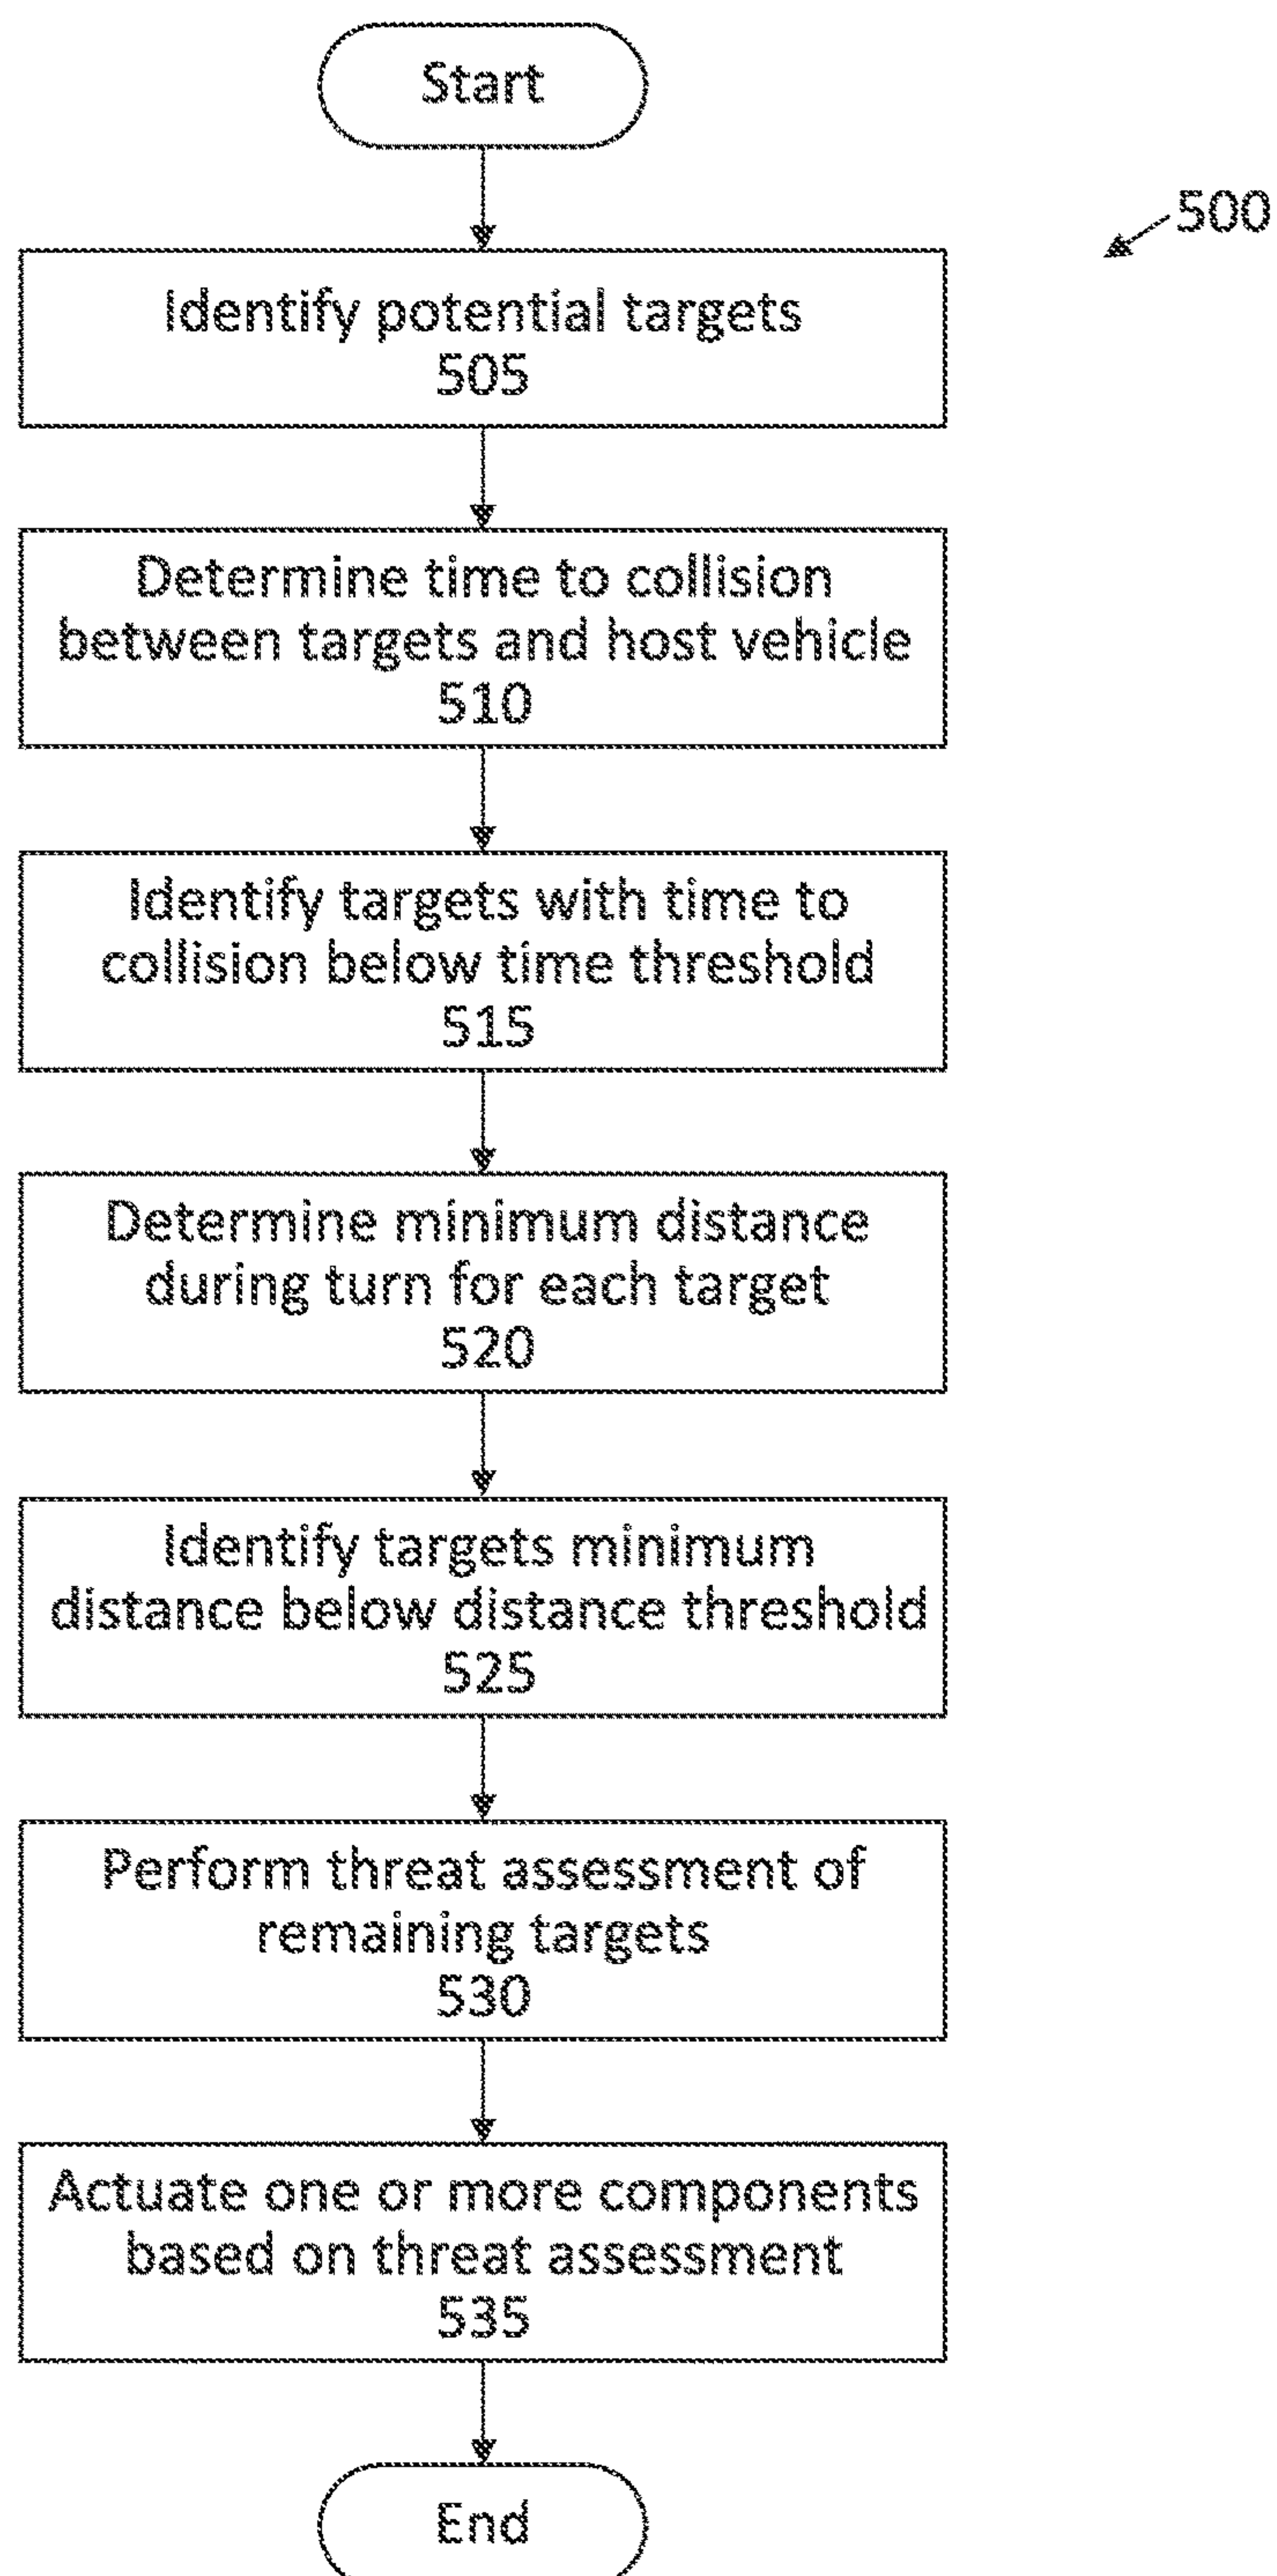 Start
500
Identify potential targets
505
Determine time to collision
between targets and host vehicle
510
Identify targets with time to
collision below time threshold
515
Determine minimum distance
during turn for each target
520
Identify targets minimum
distance below distance threshold
525
Perform threat assessment of
remaining targets
530
Actuate one or more components
based on threat assessment
535
End